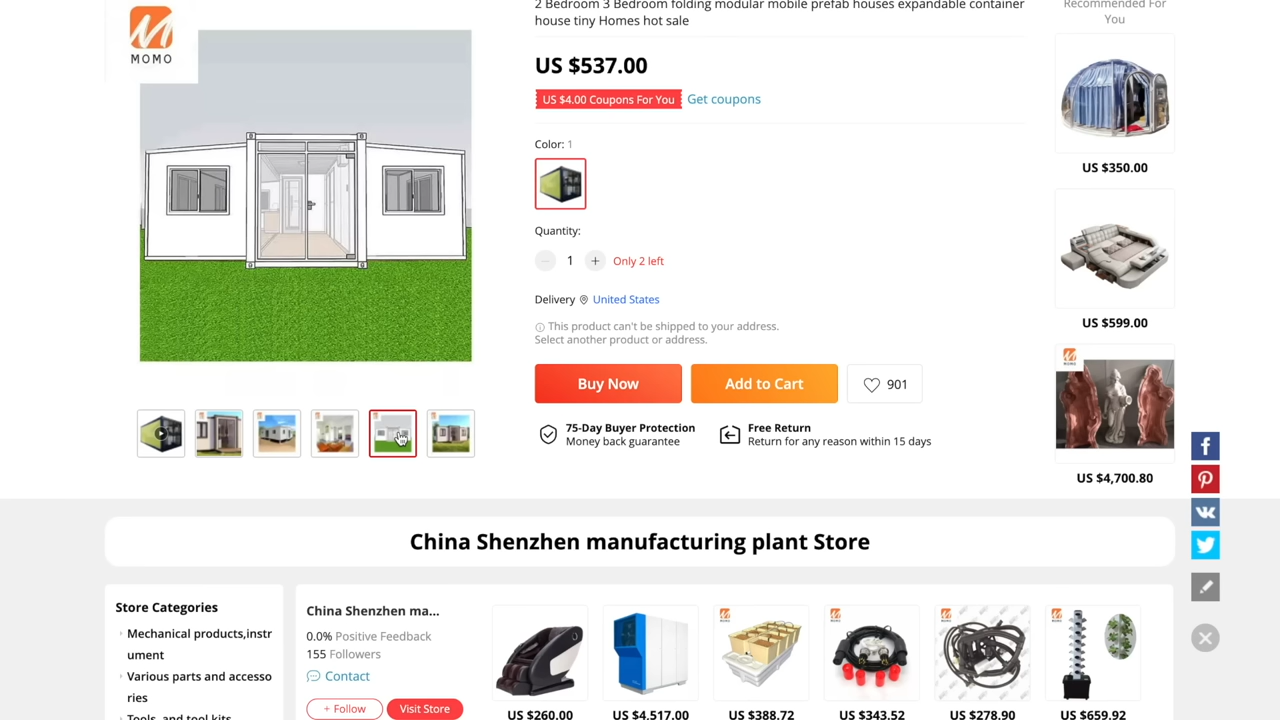 MOMO
2 Bedroom 3 Bedroom folding modular mobile prefab houses expandable container
house tiny Homes hot sale
US $537.00
US $4.00 Coupons For You Get coupons
Color: 1
Quantity:
1 Only 2 left
Delivery United States
This product can't be shipped to your address.
Select another product or address.
Buy Now Add to Cart 901
75-Day Buyer Protection
Money back guarantee
Free Return
Return for any reason within 15 days
Recommended For
You
US $350.00
US $599.00
MOMO
US $4,700.80
China Shenzhen manufacturing plant Store
Store Categories
Mechanical products,instr
ument
Various parts and accesso
ries
Tools, and tool kits
China Shenzhen ma...
0.0% Positive Feedback
155 Followers
Contact
+ Follow Visit Store
US $260.00 US $4,517.00 US $388.72 US $343.52 US $278.90 US $659.92